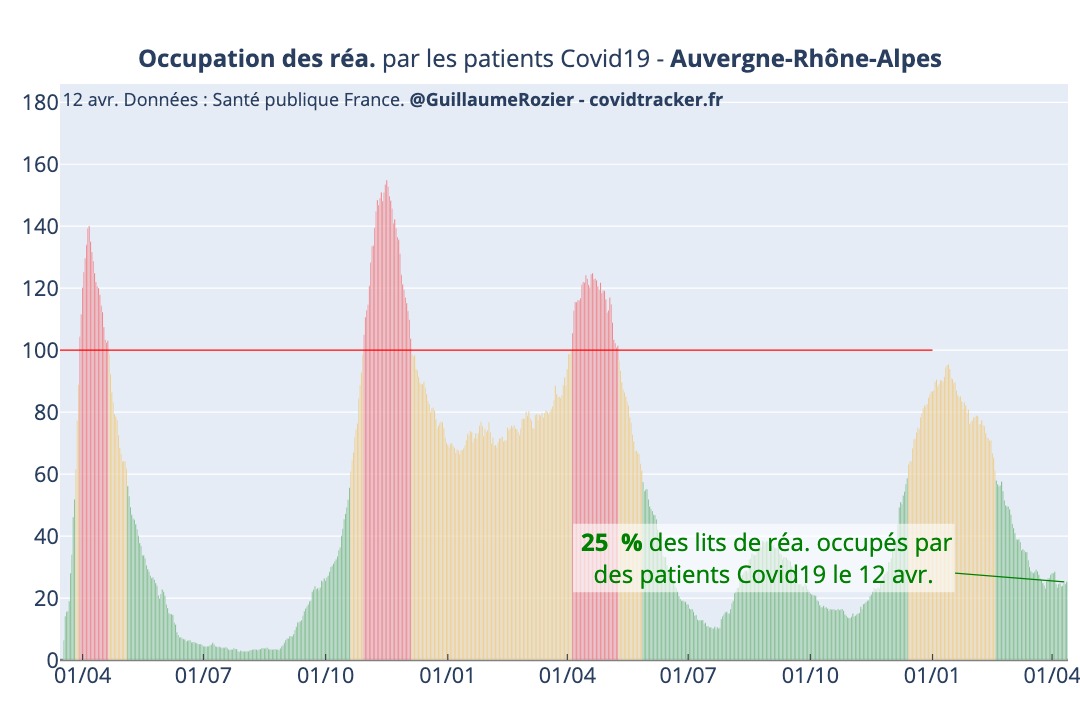 Occupation des réa. par les patients Covid19 - Auvergne-Rhône-Alpes
12 avr. Données : Santé publique France. @GuillaumeRozier - covidtracker.fr
180
160
140
120
100
80
60
40
20
0
25 % des lits de réa. occupés par
des patients Covid19 le 12 avr.
01/04 01/07 01/10 01/01 01/04 01/07 01/10 01/01 01/04